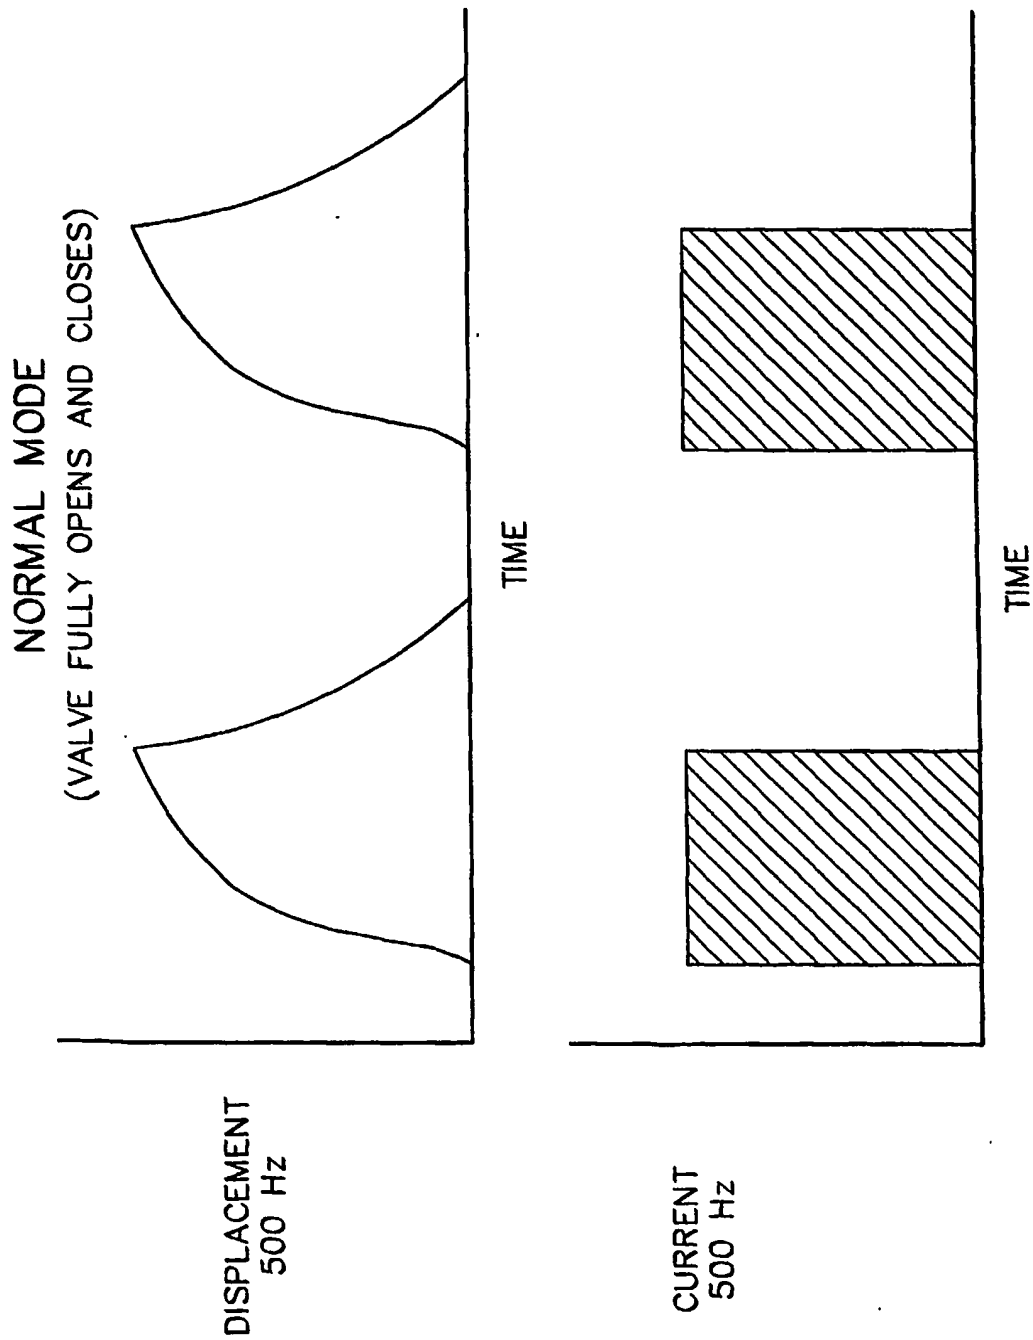 NORMAL MODE
(VALVE FULLY OPENS AND CLOSES)
DISPLACEMENT
500 Hz
TIME
CURRENT
500 Hz
TIME